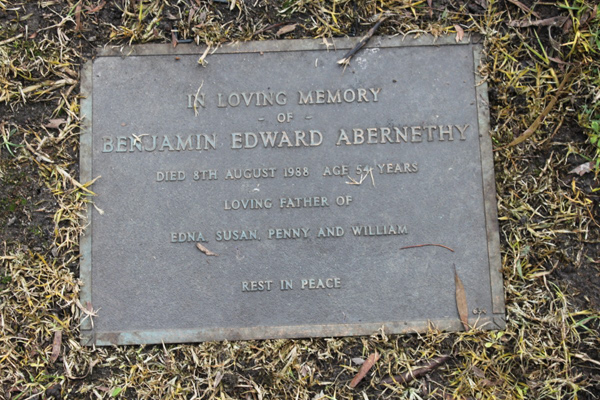 IN LOVING MEMORY
- OF -
BENJAMIN EDWARD ABERNETHY
DIED 8TH AUGUST 1988 AGE YEARS
LOVING FATHER OF
EDNA, SUSAN, PENNY AND WILLIAM
REST IN PEACE